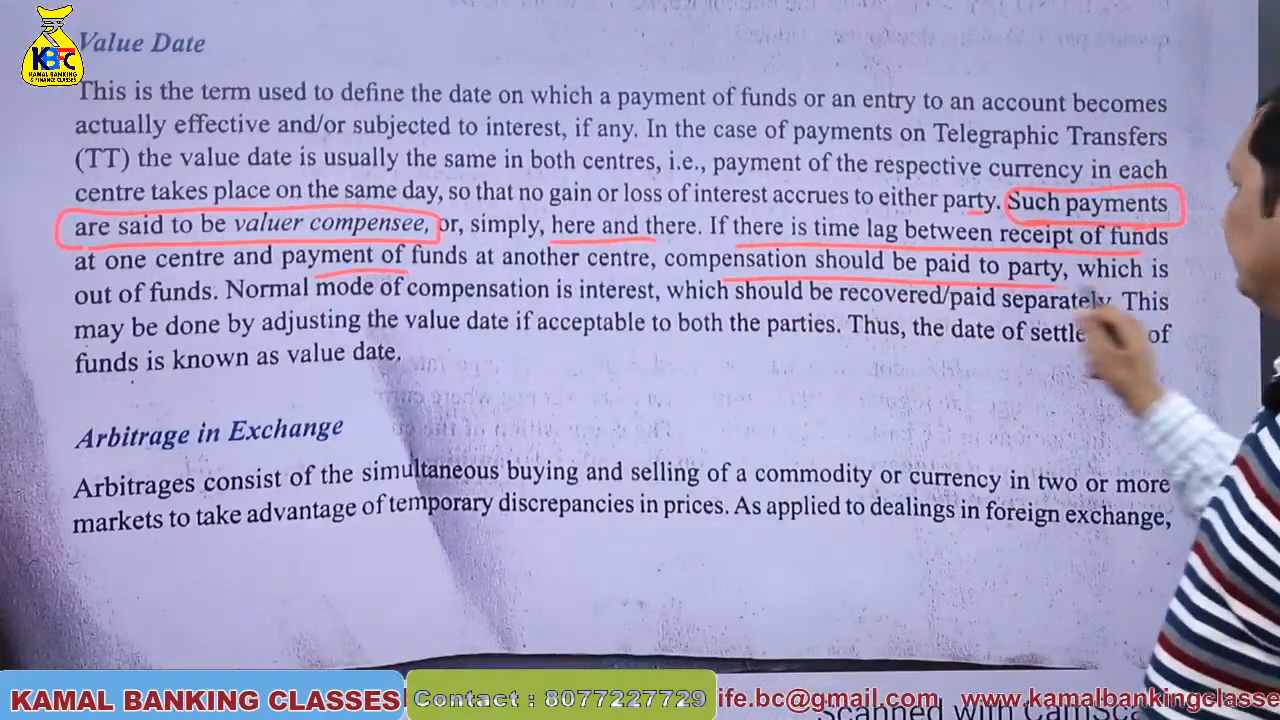 KBFC
KAMAL BANKING
& FINANCE CLASSES
Value Date
This is the term used to define the date on which a payment of funds or an entry to an account becomes
actually effective and/or subjected to interest, if any. In the case of payments on Telegraphic Transfers
(TT) the value date is usually the same in both centres, i.e., payment of the respective currency in each
centre takes place on the same day, so that no gain or loss of interest accrues to either party. Such payments
are said to be valuer compensee, or, simply, here and there. If there is time lag between receipt of funds
at one centre and payment of funds at another centre, compensation should be paid to party, which is
out of funds. Normal mode of compensation is interest, which should be recovered/paid separately. This
may be done by adjusting the value date if acceptable to both the parties. Thus, the date of settle of
funds is known as value date.
Arbitrage in Exchange
Arbitrages consist of the simultaneous buying and selling of a commodity or currency in two or more
markets to take advantage of temporary discrepancies in prices. As applied to dealings in foreign exchange,
KAMAL BANKING CLASSES Contact : 8077227729 ife.bc@gmail.com www.kamalbankingclasse
Scanned with CamSca